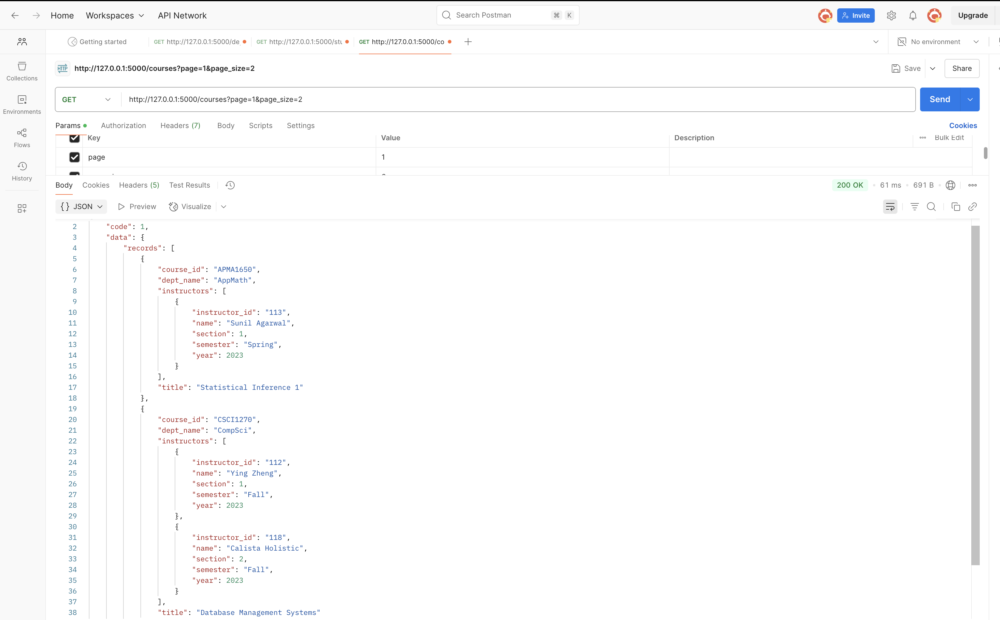 Home Workspaces API Network Search Postman ⌘ K Invite Upgrade
Getting started GET http://127.0.0.1:5000/de GET http://127.0.0.1:5000/stu GET http://127.0.0.1:5000/co No environment
Collections
Environments
Flows
History
HTTP http://127.0.0.1:5000/courses?page=1&page_size=2 Save Share
GET http://127.0.0.1:5000/courses?page=1&page_size=2 Send
Params Authorization Headers (7) Body Scripts Settings Cookies
Key Value Description Bulk Edit
page 1
Body Cookies Headers (5) Test Results 200 OK 61 ms 691 B
{} JSON Preview Visualize
2 "code": 1,
3 "data": {
4 "records": [
5 {
6 "course_id": "APMA1650",
7 "dept_name": "AppMath",
8 "instructors": [
9 {
10 "instructor_id": "113",
11 "name": "Sunil Agarwal",
12 "section": 1,
13 "semester": "Spring",
14 "year": 2023
15 }
16 ],
17 "title": "Statistical Inference 1"
18 },
19 {
20 "course_id": "CSCI1270",
21 "dept_name": "CompSci",
22 "instructors": [
23 {
24 "instructor_id": "112",
25 "name": "Ying Zheng",
26 "section": 1,
27 "semester": "Fall",
28 "year": 2023
29 },
30 {
31 "instructor_id": "118",
32 "name": "Calista Holistic",
33 "section": 2,
34 "semester": "Fall",
35 "year": 2023
36 }
37 ],
38 "title": "Database Management Systems"